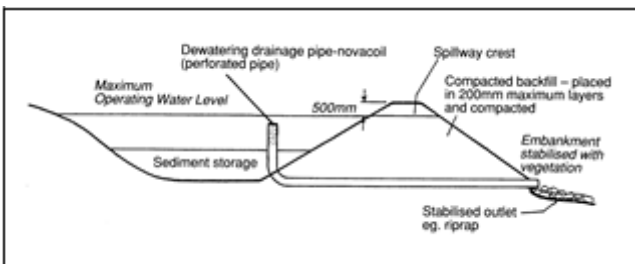 Dewatering drainage pipe-novacoil
(perforated pipe)
Spillway crest
Maximum
Operating Water Level
500mm
Compacted backfill – placed
in 200mm maximum layers
and compacted
Sediment storage
Embankment
stabilised with
vegetation
Stabilised outlet
eg. riprap